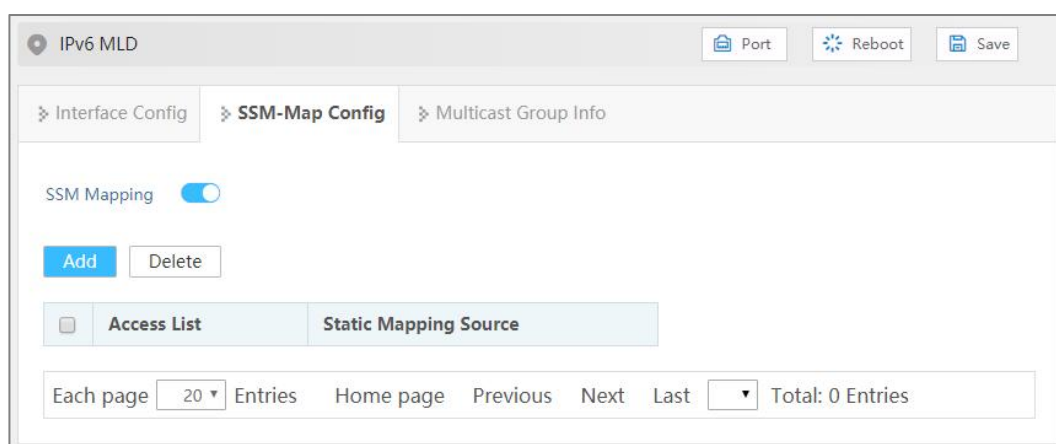 IPv6 MLD Port Reboot Save
Interface Config SSM-Map Config Multicast Group Info
SSM Mapping
Add Delete
Access List Static Mapping Source
Each page 20 Entries Home page Previous Next Last Total: 0 Entries